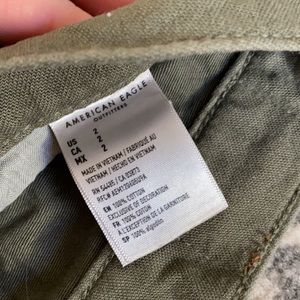 AMERICAN EAGLE
OUTFITTERS
US 2
CA 2
MX 2
MADE IN VIETNAM / FABRIQUÉ AU
VIETNAM / HECHO EN VIETNAM
RN 54485 / CA 03873
EN 100% COTTON
EXCLUSIVE OF DECORATION
FR 100% COTON
A L'EXCEPTION DE LA GARNITURE
SP 100% algodón